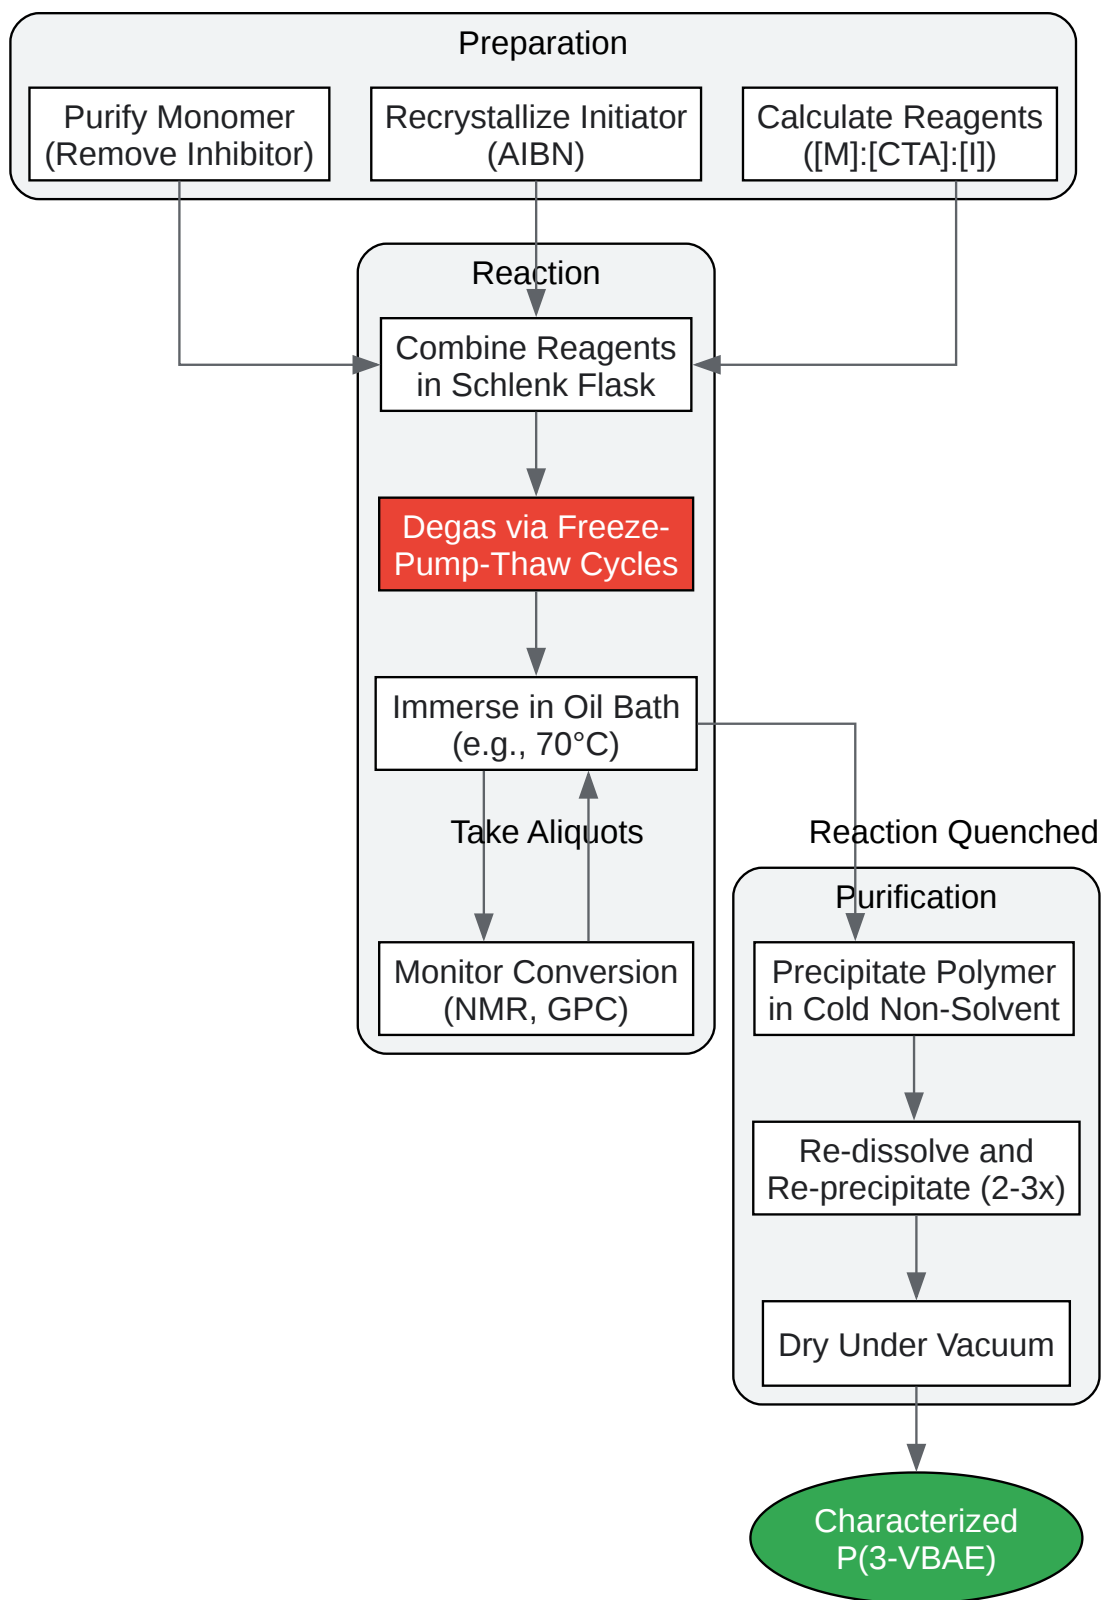 Preparation
Purify Monomer
(Remove Inhibitor)
Recrystallize Initiator
(AIBN)
Calculate Reagents
([M]:[CTA]:[I])
Reaction
Combine Reagents
in Schlenk Flask
Degas via Freeze-
Pump-Thaw Cycles
Immerse in Oil Bath
(e.g., 70°C)
Take Aliquots
Reaction Quenched
Monitor Conversion
(NMR, GPC)
Purification
Precipitate Polymer
in Cold Non-Solvent
Re-dissolve and
Re-precipitate (2-3x)
Dry Under Vacuum
Characterized
P(3-VBAE)